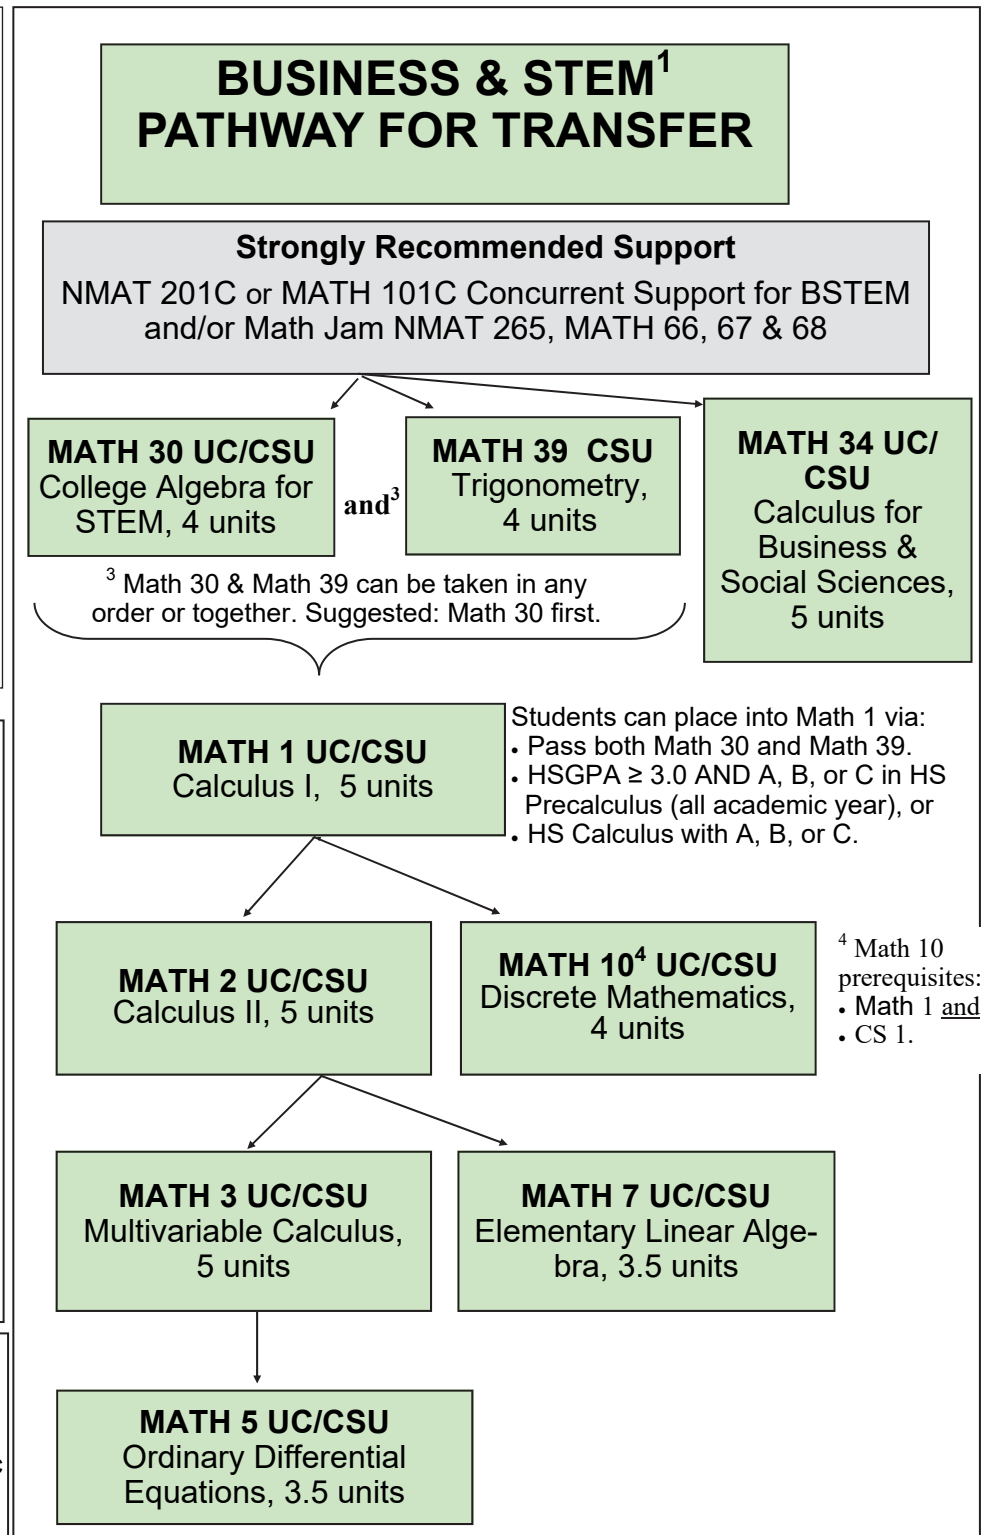 BUSINESS & STEM¹
PATHWAY FOR TRANSFER
Strongly Recommended Support
NMAT 201C or MATH 101C Concurrent Support for BSTEM
and/or Math Jam NMAT 265, MATH 66, 67 & 68
MATH 30 UC/CSU
College Algebra for
STEM, 4 units
and³
MATH 39 CSU
Trigonometry,
4 units
MATH 34 UC/
CSU
Calculus for
Business &
Social Sciences,
5 units
³ Math 30 & Math 39 can be taken in any
order or together. Suggested: Math 30 first.
MATH 1 UC/CSU
Calculus I, 5 units
Students can place into Math 1 via:
• Pass both Math 30 and Math 39.
• HSGPA ≥ 3.0 AND A, B, or C in HS
Precalculus (all academic year), or
• HS Calculus with A, B, or C.
MATH 2 UC/CSU
Calculus II, 5 units
MATH 10⁴ UC/CSU
Discrete Mathematics,
4 units
⁴ Math 10
prerequisites:
• Math 1 and
• CS 1.
MATH 3 UC/CSU
Multivariable Calculus,
5 units
MATH 7 UC/CSU
Elementary Linear Alge-
bra, 3.5 units
MATH 5 UC/CSU
Ordinary Differential
Equations, 3.5 units